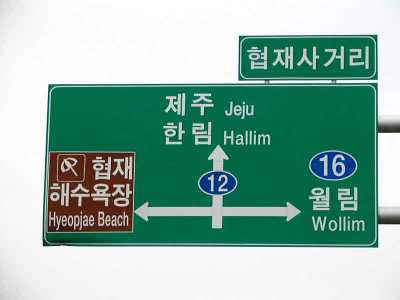 협재사거리
제주 Jeju
한림 Hallim
협재
해수욕장
Hyeopjae Beach
12
16
월림
Wollim